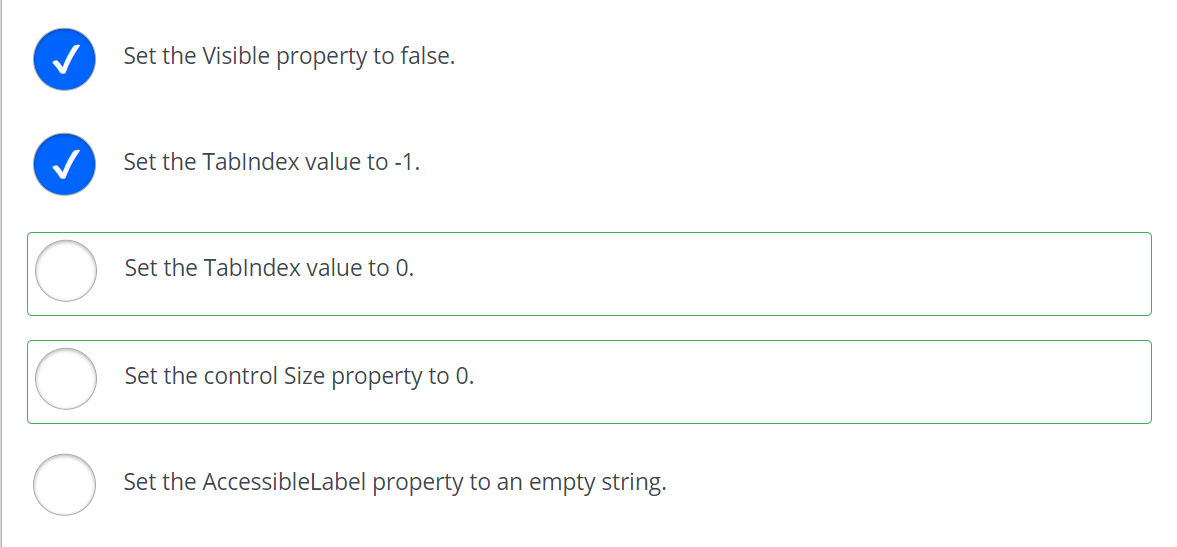 Set the Visible property to false.
Set the TabIndex value to -1.
Set the TabIndex value to 0.
Set the control Size property to 0.
Set the AccessibleLabel property to an empty string.